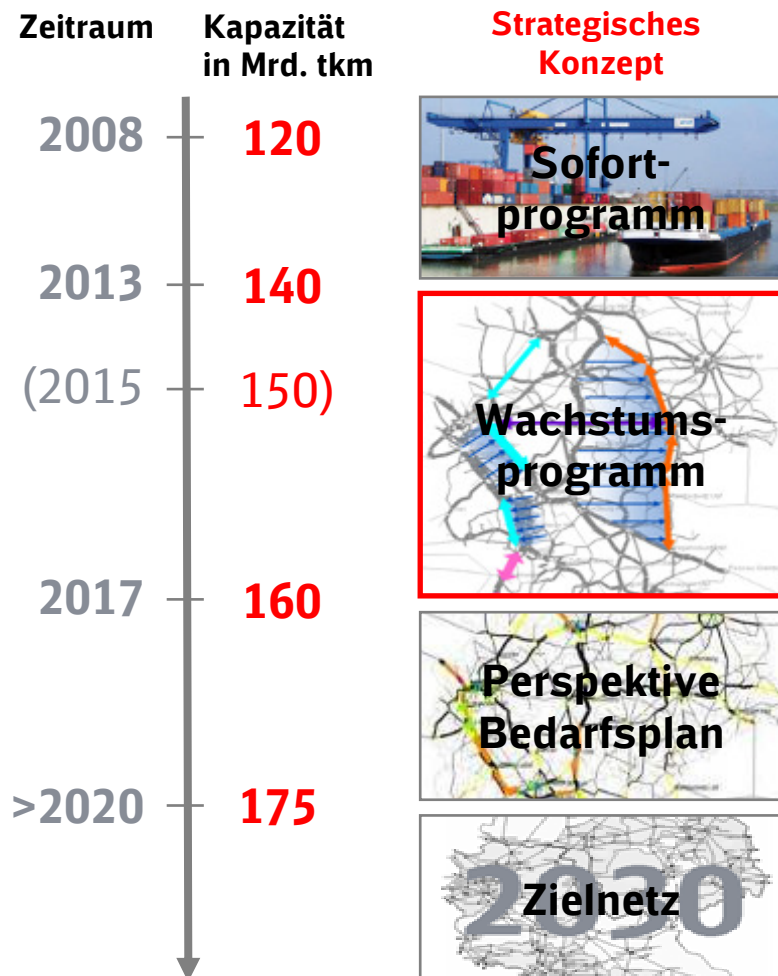 Zeitraum
Kapazität
in Mrd. tkm
Strategisches
Konzept
2008
120
Sofort-
programm
2013
140
(2015
150)
Wachstums-
programm
2017
160
Perspektive
Bedarfsplan
>2020
175
2030
Zielnetz